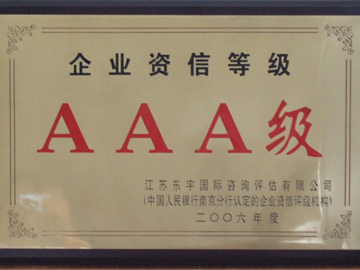 企业资信等级
AAA级
江苏东宇国际咨询评估有限公司
(中国人民银行南京分行认定的企业资信评级机构)
二〇〇六年度